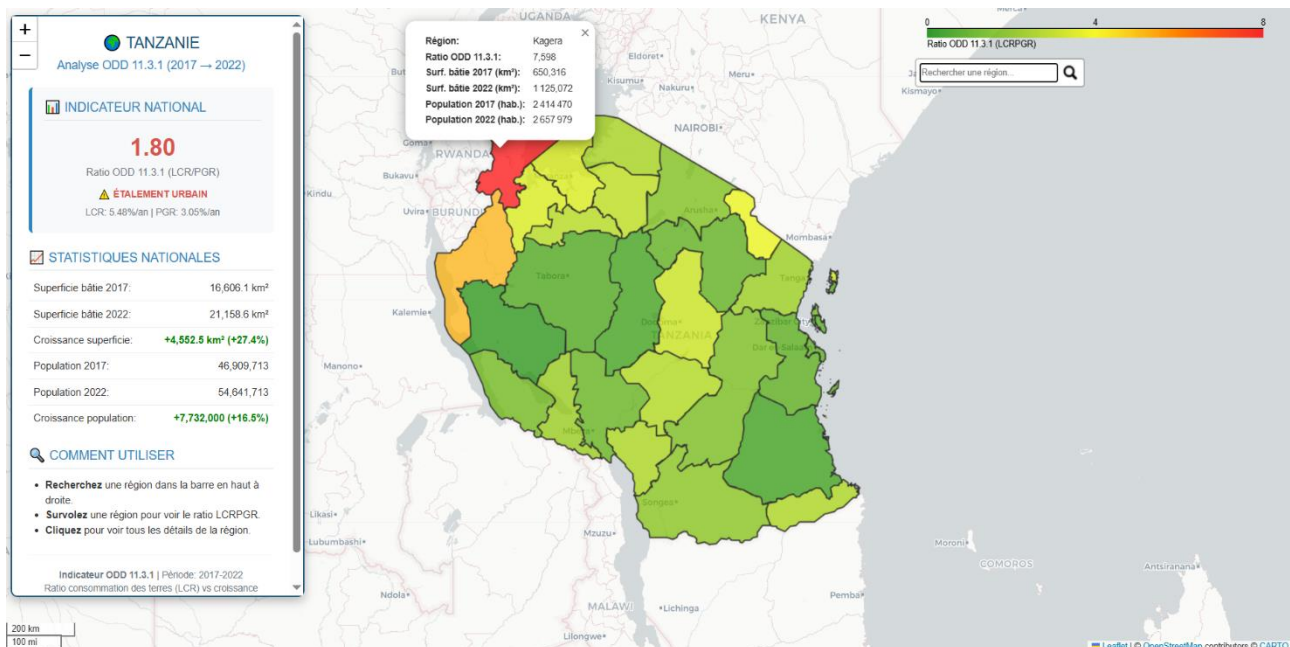 +
−
TANZANIE
Analyse ODD 11.3.1 (2017 → 2022)
INDICATEUR NATIONAL
1.80
Ratio ODD 11.3.1 (LCR/PGR)
ÉTALEMENT URBAIN
LCR: 5.48%/an | PGR: 3.05%/an
STATISTIQUES NATIONALES
Superficie bâtie 2017: 16,606.1 km²
Superficie bâtie 2022: 21,158.6 km²
Croissance superficie: +4,552.5 km² (+27.4%)
Population 2017: 46,909,713
Population 2022: 54,641,713
Croissance population: +7,732,000 (+16.5%)
COMMENT UTILISER
• Recherchez une région dans la barre en haut à
droite.
• Survolez une région pour voir le ratio LCRPGR.
• Cliquez pour voir tous les détails de la région.
Indicateur ODD 11.3.1 | Période: 2017-2022
Ratio consommation des terres (LCR) vs croissance
200 km
100 mi
×
Région: Kagera
Ratio ODD 11.3.1: 7,598
Surf. bâtie 2017 (km²): 650,316
Surf. bâtie 2022 (km²): 1 125,072
Population 2017 (hab.): 2 414 470
Population 2022 (hab.): 2 657 979
0 4 8
Ratio ODD 11.3.1 (LCRPGR)
Rechercher une région...
UGANDA
KENYA
Eldoret
Kisumu
Meru
Nakuru
Kismayo
NAIROBI
Goma
RWANDA
Bukavu
Kindu
Uvira
BURUNDI
Arusha
Mombasa
Tabora
Tanga
Kalemie
Dodoma
Zanzibar City
TANZANIA
Dar es Salaam
Manono
Mbeya
Songea
Likasi
Lubumbashi
Mzuzu
Moroni
COMOROS
Antsiranana
Ndola
MALAWI
Lichinga
Pemba
Lilongwe
Leaflet | © OpenStreetMap contributors © CARTO